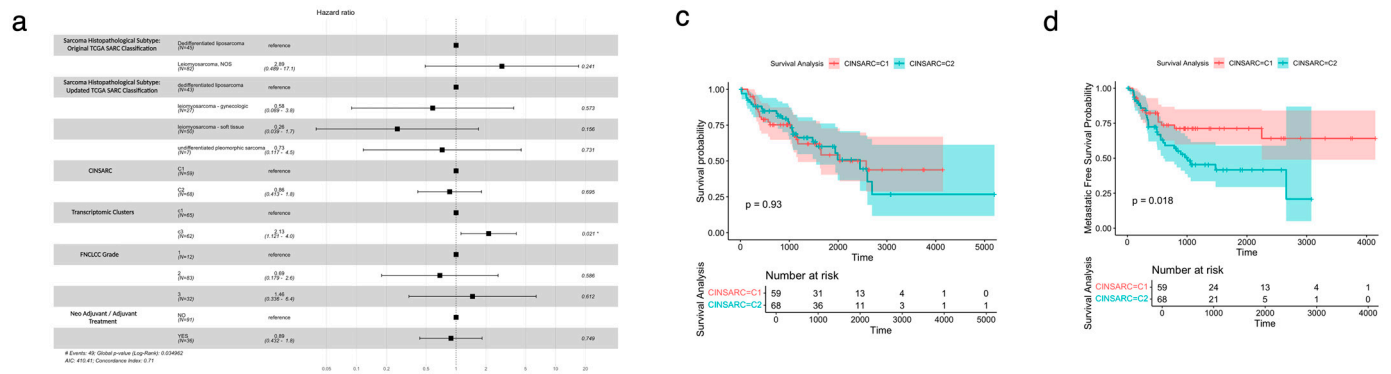 a
Hazard ratio
Sarcoma Histopathological Subtype:
Original TCGA SARC Classification
Dedifferentiated liposarcoma
(N=45)
reference
Leiomyosarcoma, NOS
(N=82)
2.89
(0.489 - 17.1)
0.241
Sarcoma Histopathological Subtype:
Updated TCGA SARC Classification
dedifferentiated liposarcoma
(N=43)
reference
leiomyosarcoma - gynecologic
(N=27)
0.58
(0.089 - 3.8)
0.573
leiomyosarcoma - soft tissue
(N=50)
0.26
(0.039 - 1.7)
0.156
undifferentiated pleomorphic sarcoma
(N=7)
0.73
(0.117 - 4.5)
0.731
CINSARC
(N=59)
reference
C2
(N=68)
0.86
(0.413 - 1.8)
0.695
Transcriptomic Clusters
(N=65)
reference
c3
(N=62)
2.13
(1.121 - 4.0)
0.021 *
FNCLCC Grade
1
(N=12)
reference
2
(N=83)
0.69
(0.179 - 2.6)
0.586
3
(N=32)
1.46
(0.336 - 6.4)
0.612
Neo Adjuvant / Adjuvant
Treatment
NO
(N=91)
reference
YES
(N=36)
0.89
(0.432 - 1.8)
0.749
# Events: 49; Global p-value (Log-Rank): 0.034962
AIC: 410.41; Concordance Index: 0.71
0.05 0.1 0.2 0.5 1 2 5 10 20
c
Survival Analysis CINSARC=C1 CINSARC=C2
Survival probability
1.00
0.75
0.50
0.25
0.00
p = 0.93
0 1000 2000 3000 4000 5000
Time
Number at risk
Survival Analysis
CINSARC=C1 59 31 13 4 1 0
CINSARC=C2 68 36 11 3 1 1
0 1000 2000 3000 4000 5000
Time
d
Survival Analysis CINSARC=C1 CINSARC=C2
Metastatic Free Survival Probability
1.00
0.75
0.50
0.25
0.00
p = 0.018
0 1000 2000 3000 4000
Time
Number at risk
Survival Analysis
CINSARC=C1 59 24 13 4 1
CINSARC=C2 68 21 5 1 0
0 1000 2000 3000 4000
Time